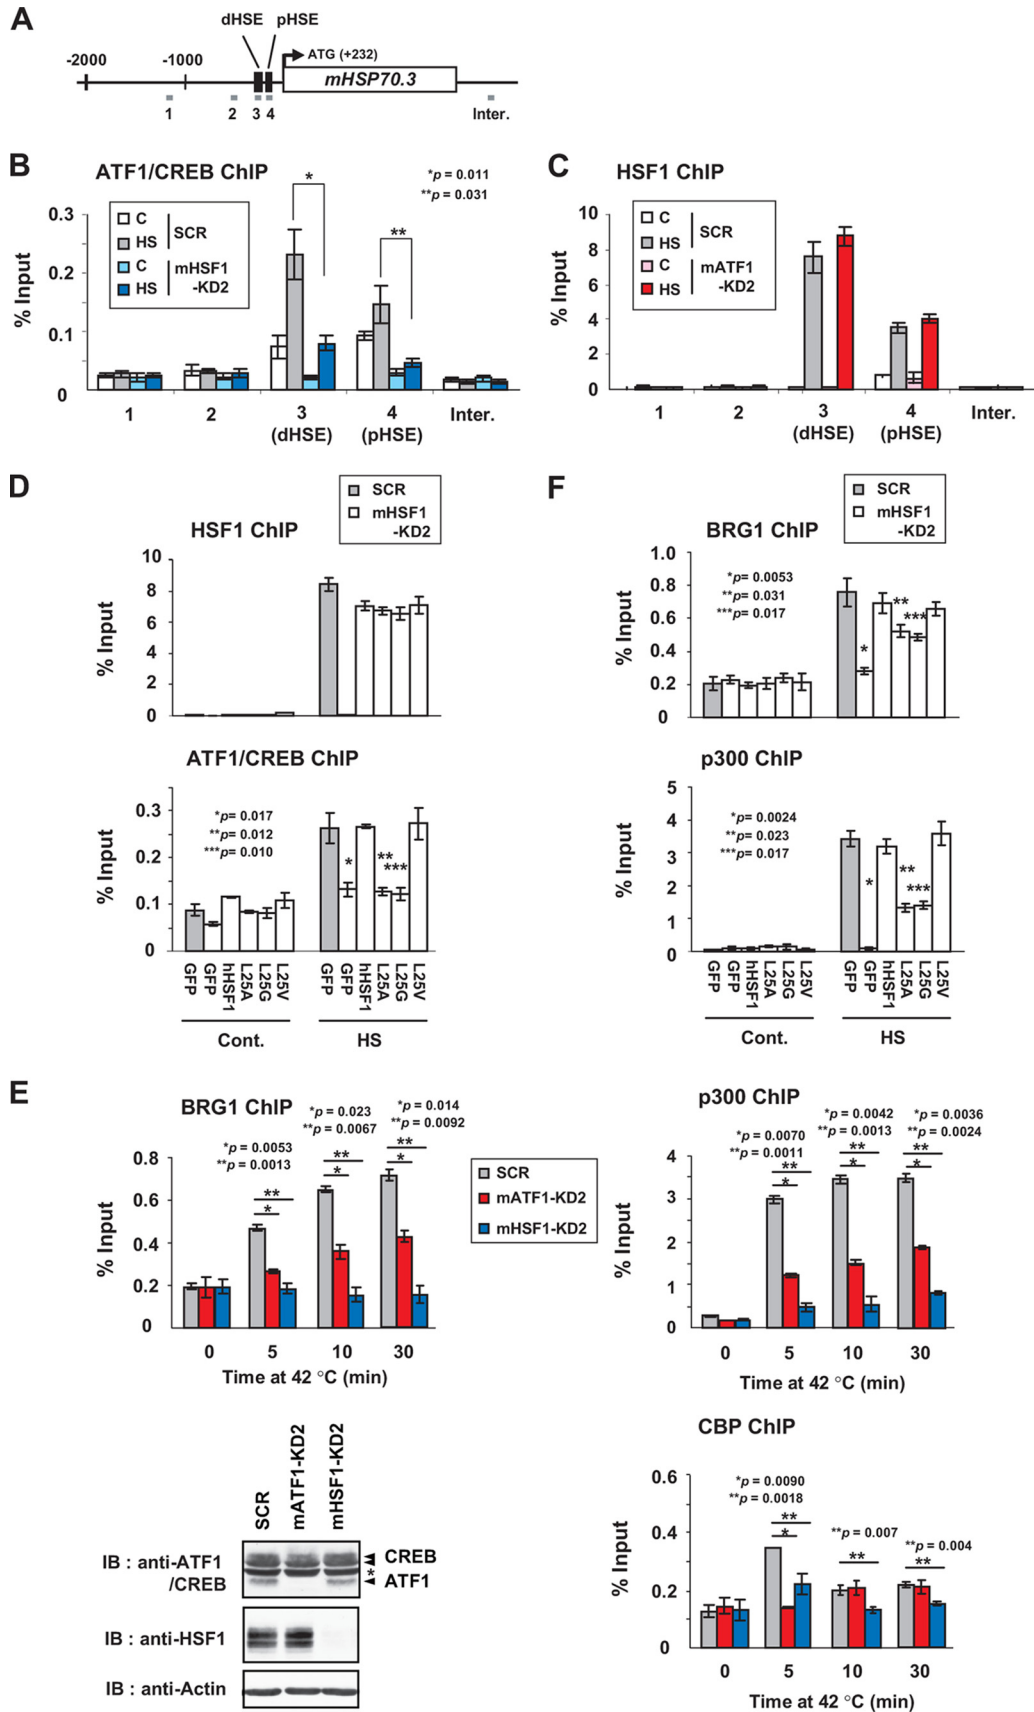 A
dHSE pHSE
-2000 -1000 ATG (+232)
mHSP70.3
1 2 3 4 Inter.
B
ATF1/CREB ChIP
*p = 0.011
**p = 0.031
C
HS
SCR
C
HS
mHSF1
-KD2
* **
% Input
0.3
0.2
0.1
0
1 2 3 4 Inter.
(dHSE) (pHSE)
C
HSF1 ChIP
C
HS
SCR
C
HS
mATF1
-KD2
% Input
10
8
6
4
2
0
1 2 3 4 Inter.
(dHSE) (pHSE)
D
SCR
mHSF1
-KD2
HSF1 ChIP
% Input
10
8
6
4
2
0
ATF1/CREB ChIP
*p= 0.017
**p= 0.012
***p= 0.010
% Input
0.3
0.2
0.1
0
* ** ***
GFP GFP hHSF1 L25A L25G L25V GFP GFP hHSF1 L25A L25G L25V
Cont. HS
F
SCR
mHSF1
-KD2
BRG1 ChIP
*p= 0.0053
**p= 0.031
***p= 0.017
% Input
1.0
0.8
0.6
0.4
0.2
0
* ** ***
p300 ChIP
*p= 0.0024
**p= 0.023
***p= 0.017
% Input
5
4
3
2
1
0
* ** ***
GFP GFP hHSF1 L25A L25G L25V GFP GFP hHSF1 L25A L25G L25V
Cont. HS
E
BRG1 ChIP
*p = 0.0053
**p = 0.0013
*p = 0.023
**p = 0.0067
*p = 0.014
**p = 0.0092
** ** **
* * *
% Input
0.8
0.6
0.4
0.2
0
0 5 10 30
Time at 42 °C (min)
SCR
mATF1-KD2
mHSF1-KD2
p300 ChIP
*p = 0.0070
**p = 0.0011
*p = 0.0042
**p = 0.0013
*p = 0.0036
**p = 0.0024
** ** **
* * *
% Input
4
3
2
1
0
0 5 10 30
Time at 42 °C (min)
SCR mATF1-KD2 mHSF1-KD2
IB : anti-ATF1
/CREB
CREB
*
ATF1
IB : anti-HSF1
IB : anti-Actin
CBP ChIP
*p = 0.0090
**p = 0.0018
**p = 0.007
**p = 0.004
** ** **
*
% Input
0.6
0.4
0.2
0
0 5 10 30
Time at 42 °C (min)